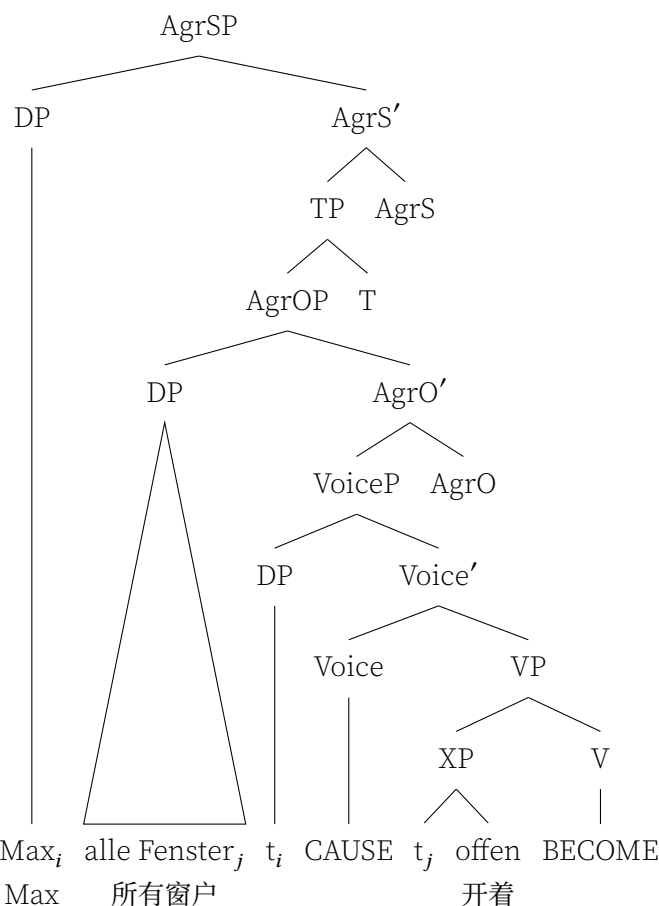 AgrSP
DP AgrS′
TP AgrS
AgrOP T
DP AgrO′
VoiceP AgrO
DP Voice′
Voice VP
XP V
Maxᵢ alle Fensterⱼ tᵢ CAUSE tⱼ offen BECOME
Max 所有窗户 开着